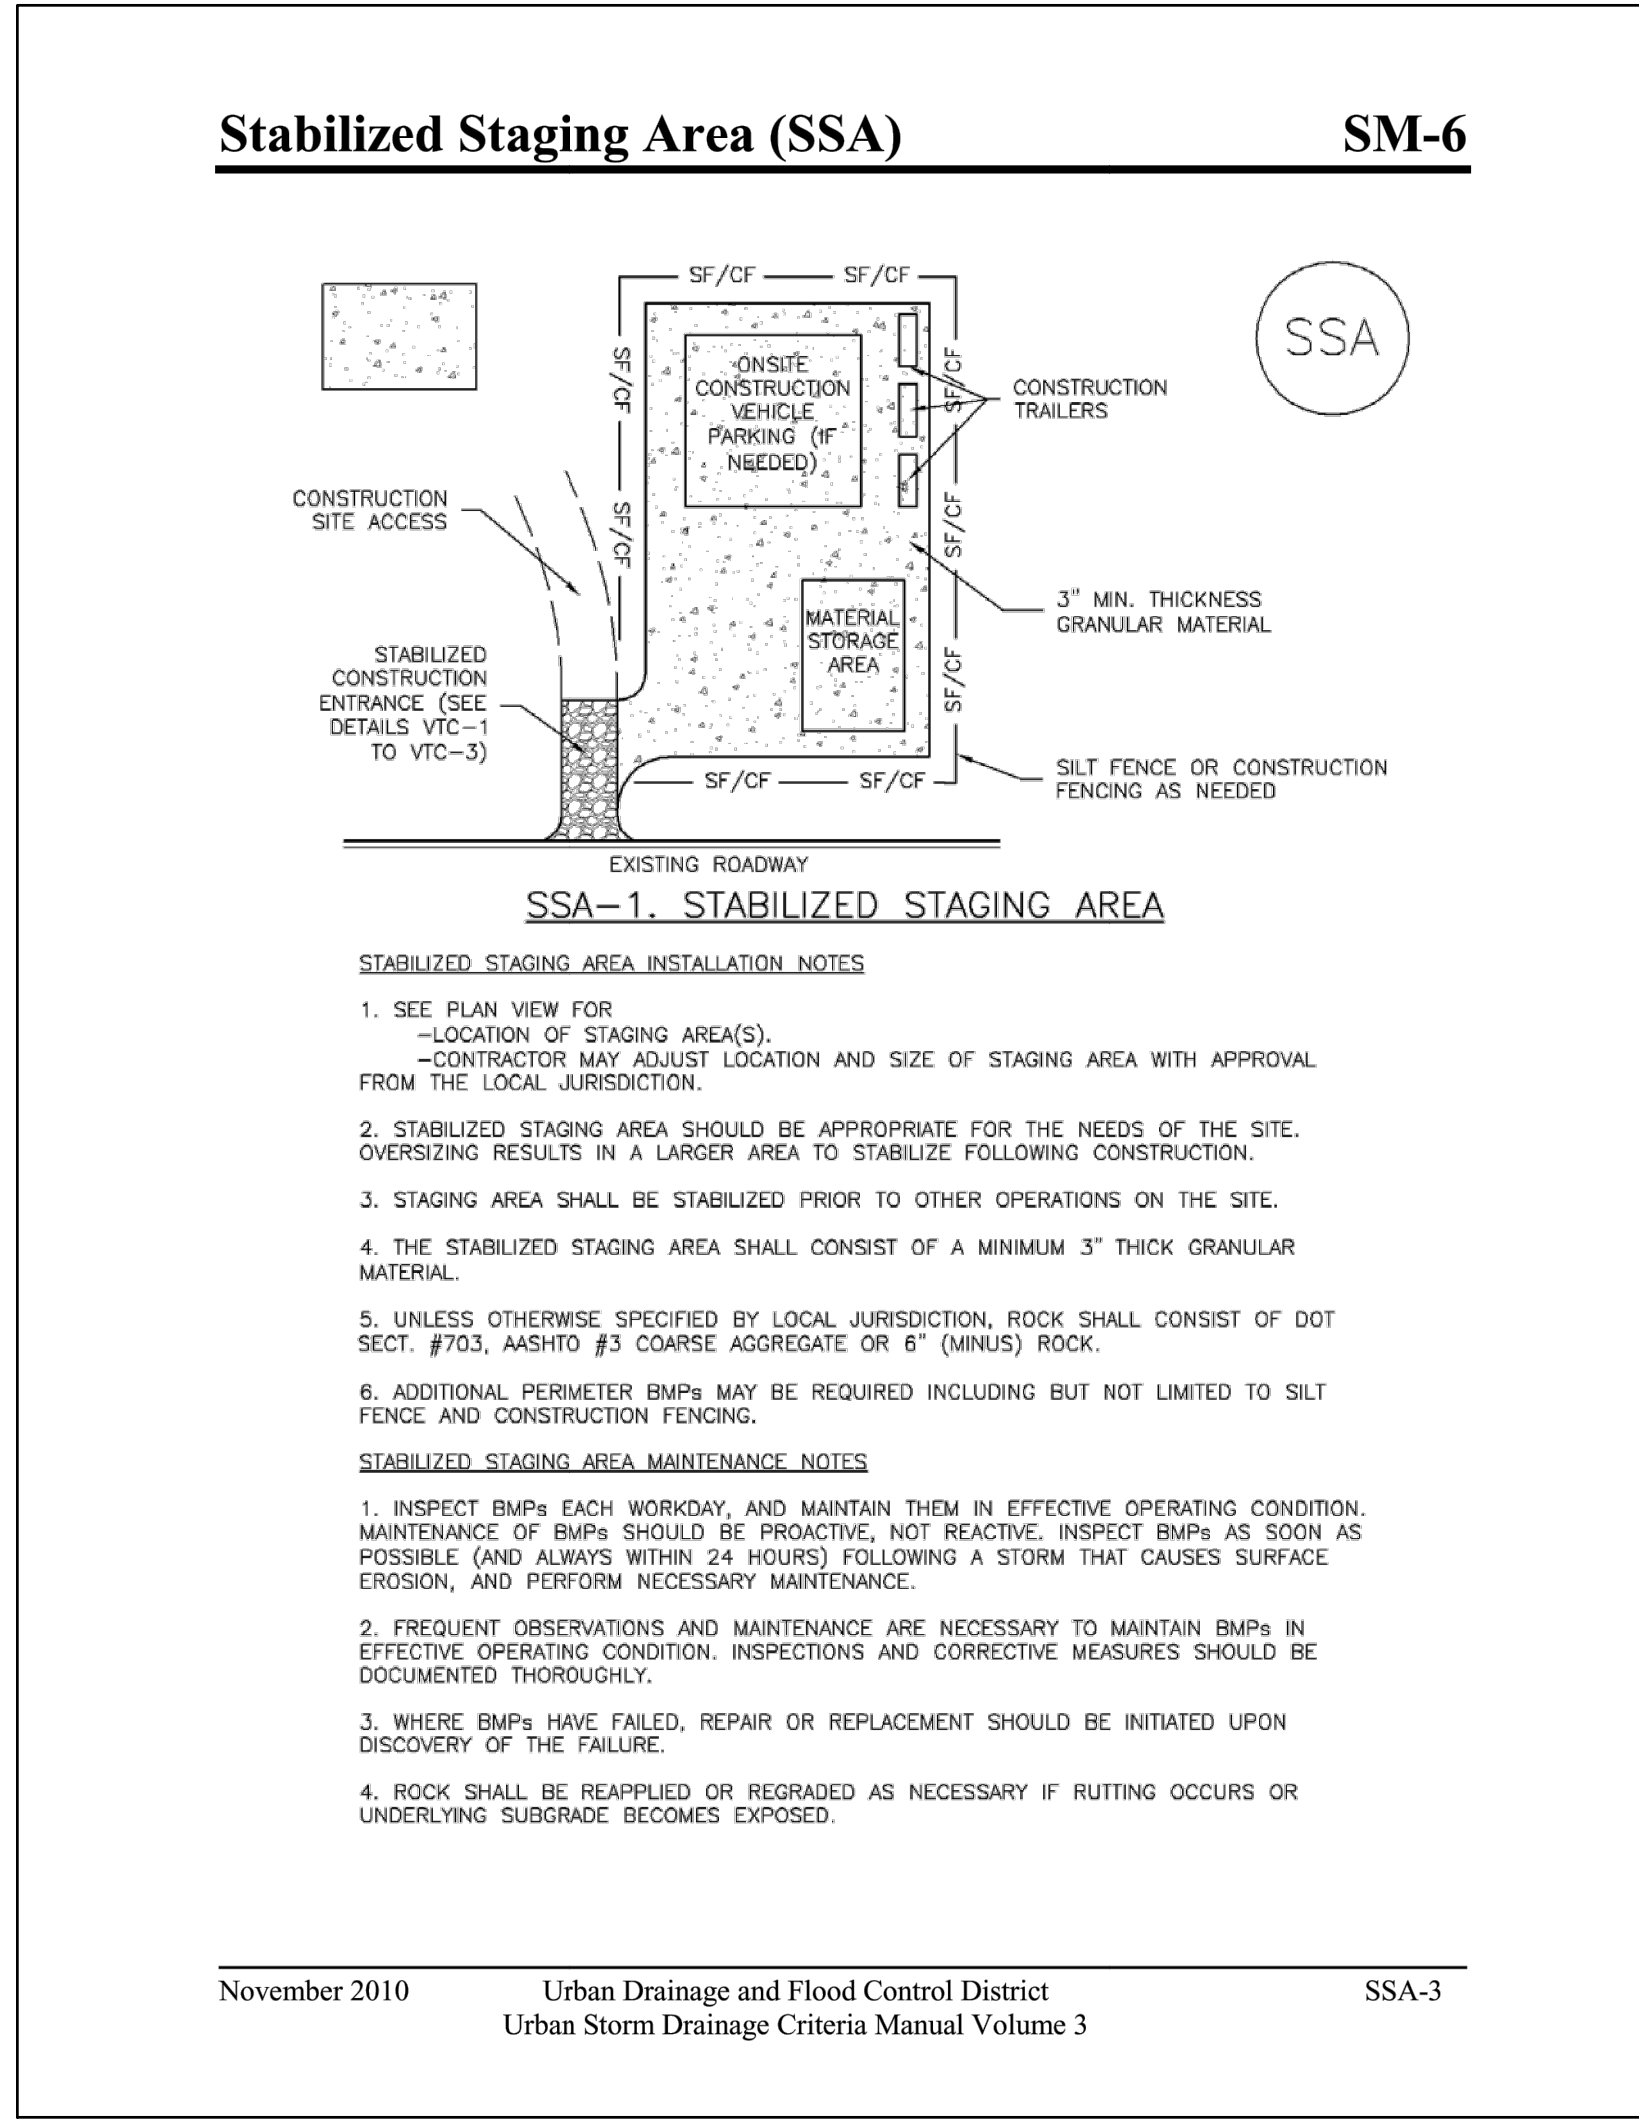 Stabilized Staging Area (SSA) SM-6
SF/CF SF/CF
SSA
SF/CF
SF/CF
ONSITE
CONSTRUCTION
VEHICLE
PARKING (IF
NEEDED)
CONSTRUCTION
TRAILERS
CONSTRUCTION
SITE ACCESS
SF/CF
SF/CF
3" MIN. THICKNESS
GRANULAR MATERIAL
MATERIAL
STORAGE
AREA
STABILIZED
CONSTRUCTION
ENTRANCE (SEE
DETAILS VTC-1
TO VTC-3)
SF/CF
SF/CF SF/CF
SILT FENCE OR CONSTRUCTION
FENCING AS NEEDED
EXISTING ROADWAY
SSA-1. STABILIZED STAGING AREA
STABILIZED STAGING AREA INSTALLATION NOTES
1. SEE PLAN VIEW FOR
-LOCATION OF STAGING AREA(S).
-CONTRACTOR MAY ADJUST LOCATION AND SIZE OF STAGING AREA WITH APPROVAL
FROM THE LOCAL JURISDICTION.
2. STABILIZED STAGING AREA SHOULD BE APPROPRIATE FOR THE NEEDS OF THE SITE.
OVERSIZING RESULTS IN A LARGER AREA TO STABILIZE FOLLOWING CONSTRUCTION.
3. STAGING AREA SHALL BE STABILIZED PRIOR TO OTHER OPERATIONS ON THE SITE.
4. THE STABILIZED STAGING AREA SHALL CONSIST OF A MINIMUM 3" THICK GRANULAR
MATERIAL.
5. UNLESS OTHERWISE SPECIFIED BY LOCAL JURISDICTION, ROCK SHALL CONSIST OF DOT
SECT. #703, AASHTO #3 COARSE AGGREGATE OR 6" (MINUS) ROCK.
6. ADDITIONAL PERIMETER BMPs MAY BE REQUIRED INCLUDING BUT NOT LIMITED TO SILT
FENCE AND CONSTRUCTION FENCING.
STABILIZED STAGING AREA MAINTENANCE NOTES
1. INSPECT BMPs EACH WORKDAY, AND MAINTAIN THEM IN EFFECTIVE OPERATING CONDITION.
MAINTENANCE OF BMPs SHOULD BE PROACTIVE, NOT REACTIVE. INSPECT BMPs AS SOON AS
POSSIBLE (AND ALWAYS WITHIN 24 HOURS) FOLLOWING A STORM THAT CAUSES SURFACE
EROSION, AND PERFORM NECESSARY MAINTENANCE.
2. FREQUENT OBSERVATIONS AND MAINTENANCE ARE NECESSARY TO MAINTAIN BMPs IN
EFFECTIVE OPERATING CONDITION. INSPECTIONS AND CORRECTIVE MEASURES SHOULD BE
DOCUMENTED THOROUGHLY.
3. WHERE BMPs HAVE FAILED, REPAIR OR REPLACEMENT SHOULD BE INITIATED UPON
DISCOVERY OF THE FAILURE.
4. ROCK SHALL BE REAPPLIED OR REGRADED AS NECESSARY IF RUTTING OCCURS OR
UNDERLYING SUBGRADE BECOMES EXPOSED.
November 2010 Urban Drainage and Flood Control District SSA-3
Urban Storm Drainage Criteria Manual Volume 3